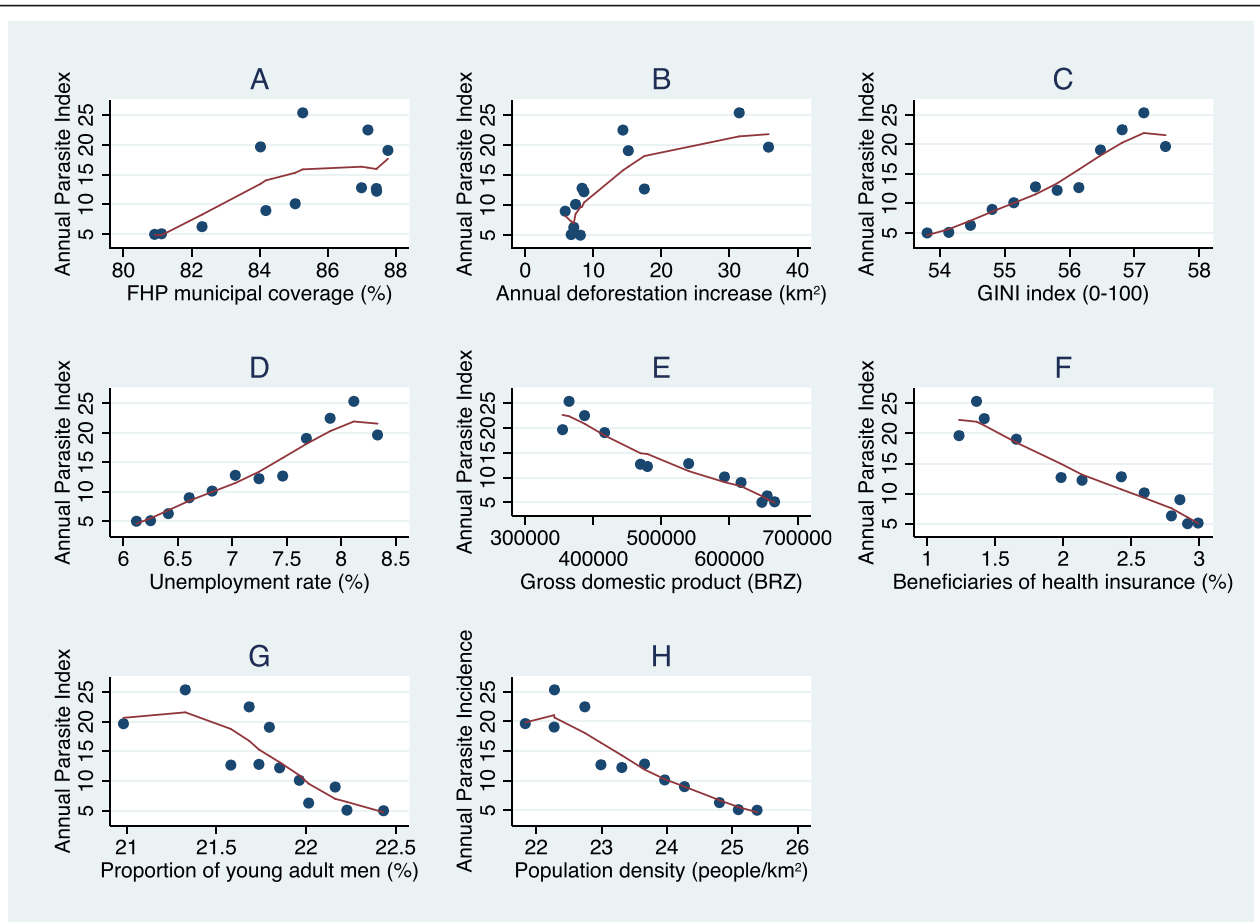 A
Annual Parasite Index
5 10 15 20 25
80 82 84 86 88
FHP municipal coverage (%)
B
Annual Parasite Index
5 10 15 20 25
0 10 20 30 40
Annual deforestation increase (km²)
C
Annual Parasite Index
5 10 15 20 25
54 55 56 57 58
GINI index (0-100)
D
Annual Parasite Index
5 10 15 20 25
6 6.5 7 7.5 8 8.5
Unemployment rate (%)
E
Annual Parasite Index
5 10 15 20 25
300000 400000 500000 600000 700000
Gross domestic product (BRZ)
F
Annual Parasite Index
5 10 15 20 25
1 1.5 2 2.5 3
Beneficiaries of health insurance (%)
G
Annual Parasite Index
5 10 15 20 25
21 21.5 22 22.5
Proportion of young adult men (%)
H
Annual Parasite Incidence
5 10 15 20 25
22 23 24 25 26
Population density (people/km²)